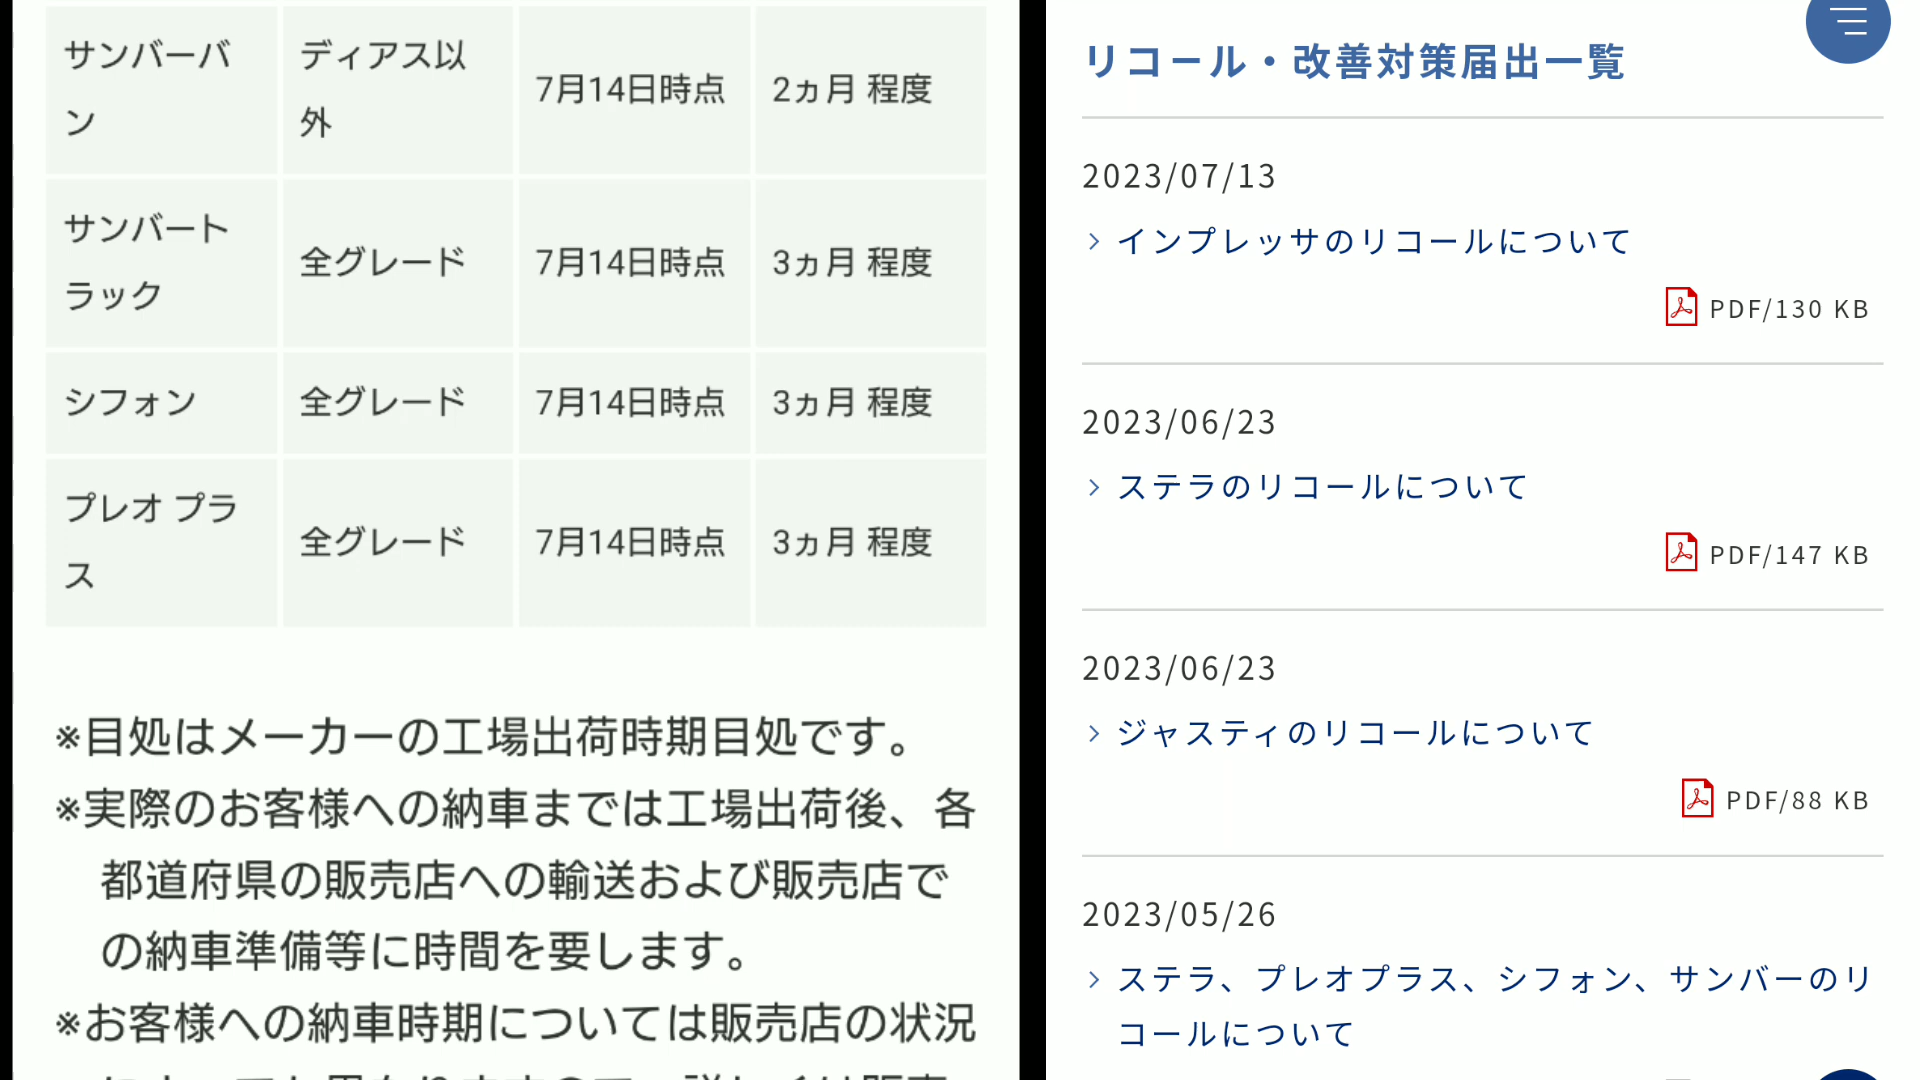 サンバーバ
ン
ディアス以
外
7月14日時点
2ヵ月 程度
サンバート
ラック
全グレード
7月14日時点
3ヵ月 程度
シフォン
全グレード
7月14日時点
3ヵ月 程度
プレオ プラ
ス
全グレード
7月14日時点
3ヵ月 程度
※目処はメーカーの工場出荷時期目処です。
※実際のお客様への納車までは工場出荷後、各
都道府県の販売店への輸送および販売店で
の納車準備等に時間を要します。
※お客様への納車時期については販売店の状況
リコール・改善対策届出一覧
2023/07/13
インプレッサのリコールについて
PDF/130 KB
2023/06/23
ステラのリコールについて
PDF/147 KB
2023/06/23
ジャスティのリコールについて
PDF/88 KB
2023/05/26
ステラ、プレオプラス、シフォン、サンバーのリ
コールについて